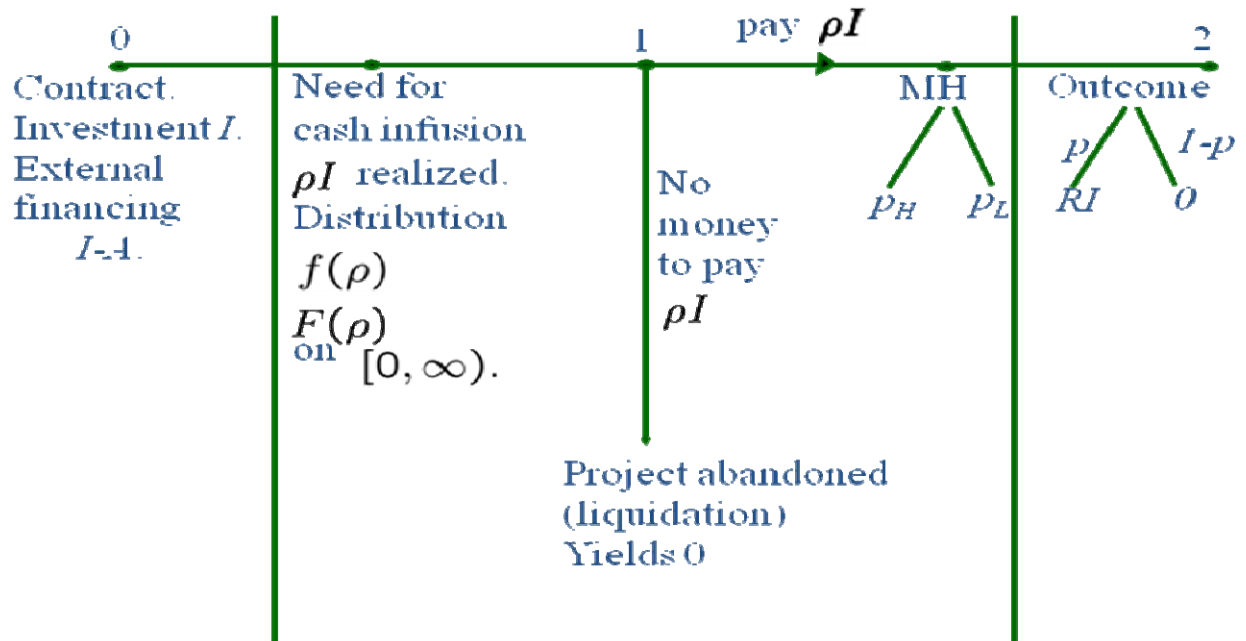 0
1
pay ρI
2
Contract.
Investment I.
External
financing
I-A.
Need for
cash infusion
ρI realized.
Distribution
f(ρ)
F(ρ)
on [0, ∞).
No
money
to pay
ρI
Project abandoned
(liquidation)
Yields 0
MH
p_H p_L
Outcome
p 1-p
RI 0